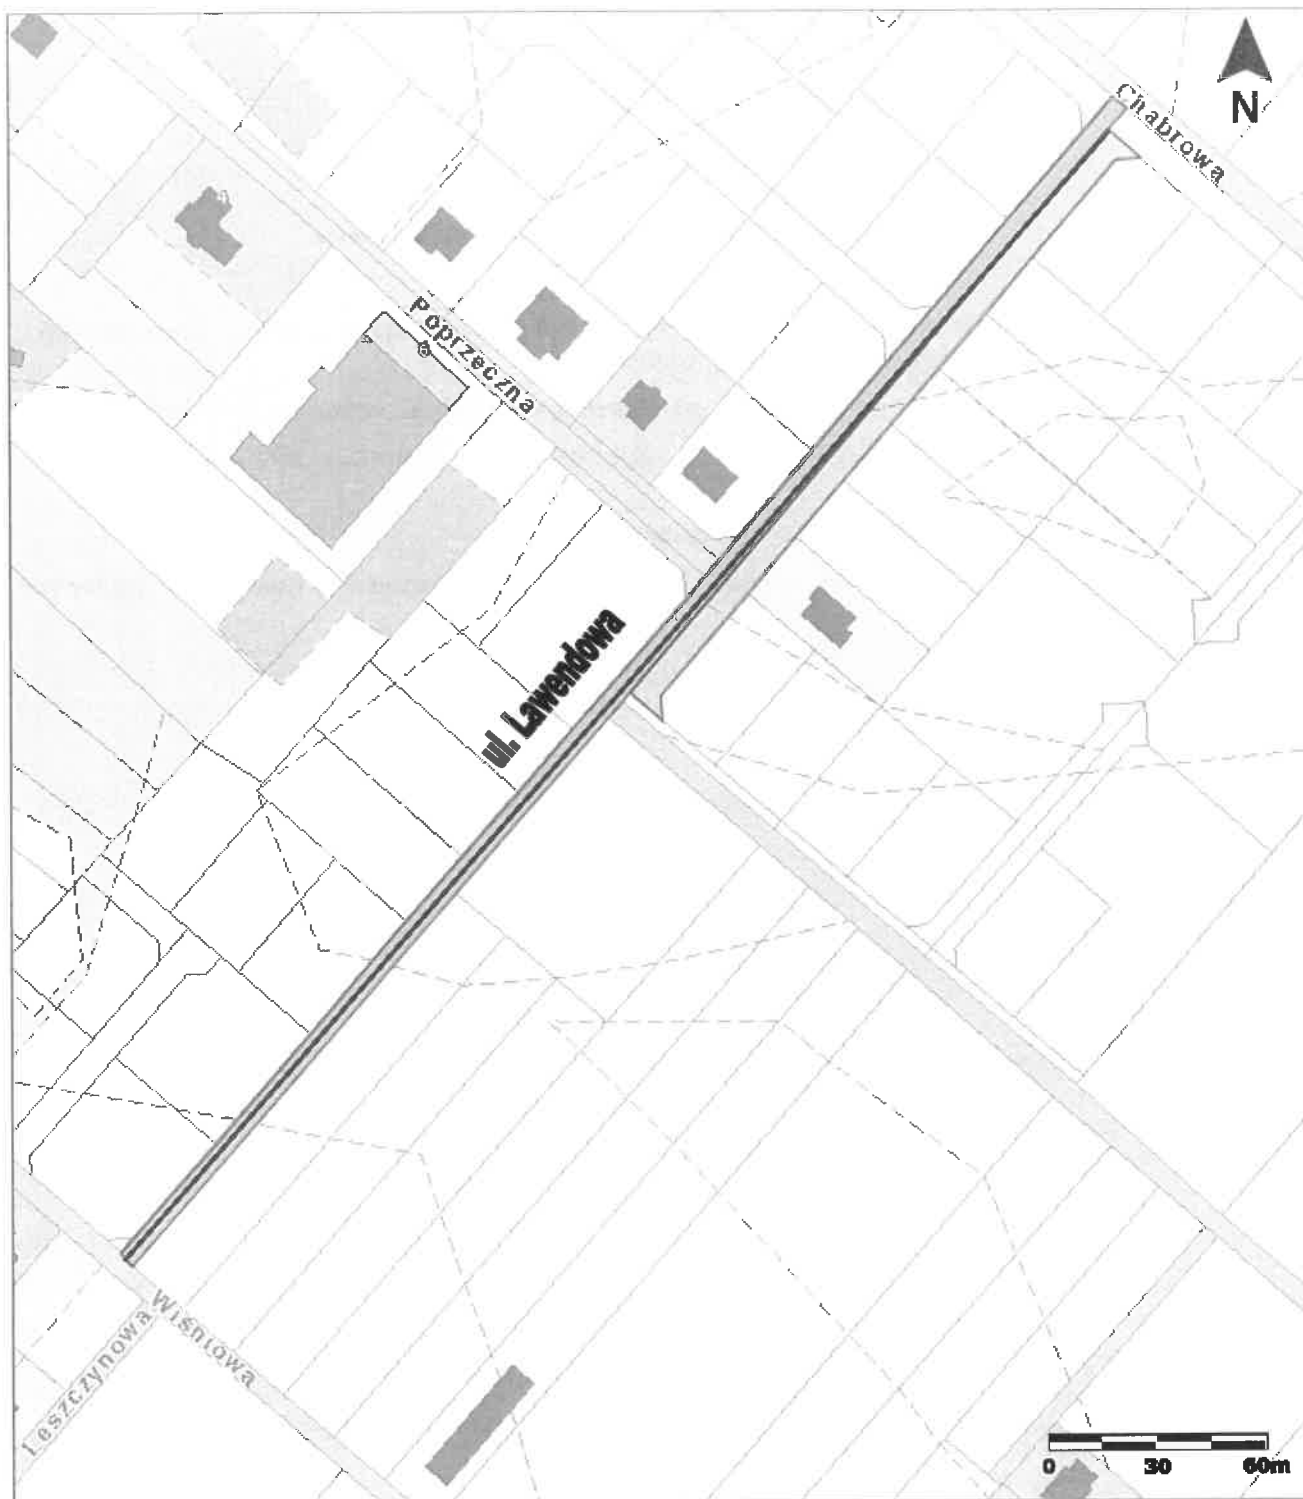 N
Chabrowa
Poprzeczna
ul. Lawendowa
Wiśniowa
Leszczynowa
0 30 60m